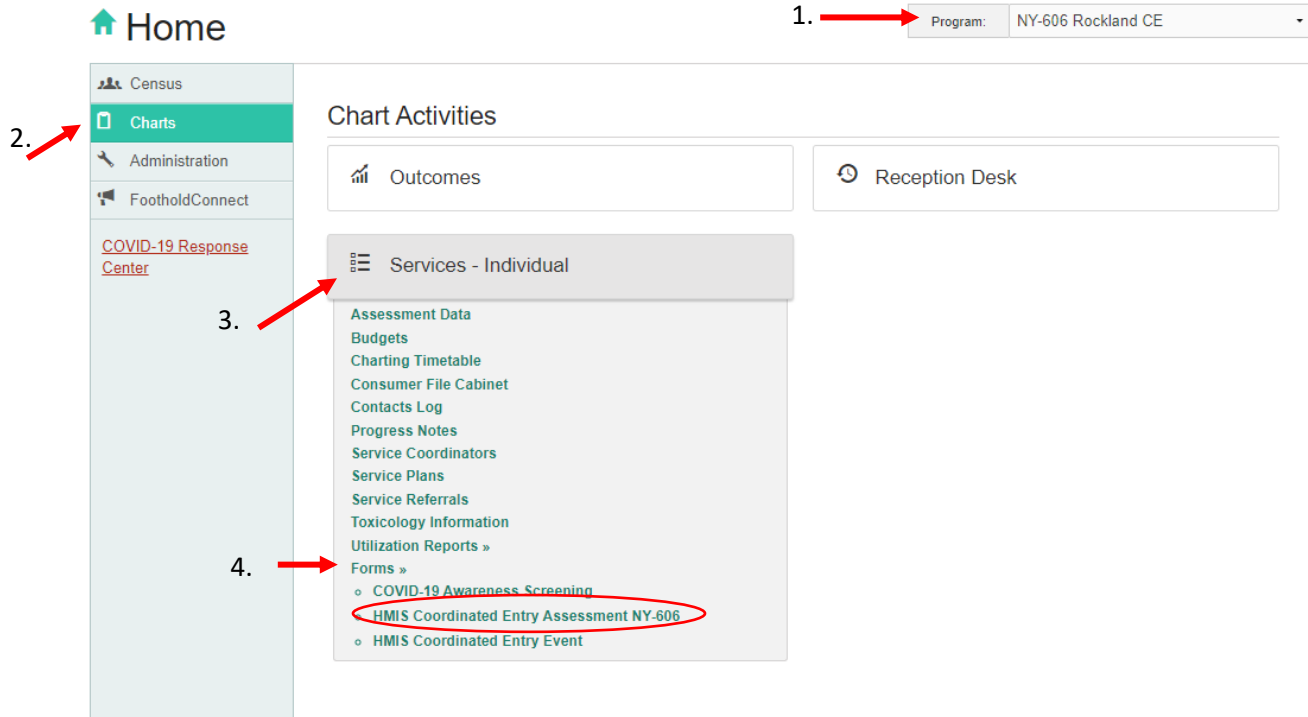 Home
1.
Program: NY-606 Rockland CE
Census
2.
Charts
Administration
FootholdConnect
COVID-19 Response
Center
Chart Activities
Outcomes
Reception Desk
3.
Services - Individual
Assessment Data
Budgets
Charting Timetable
Consumer File Cabinet
Contacts Log
Progress Notes
Service Coordinators
Service Plans
Service Referrals
Toxicology Information
Utilization Reports »
4.
Forms »
COVID-19 Awareness Screening
HMIS Coordinated Entry Assessment NY-606
HMIS Coordinated Entry Event